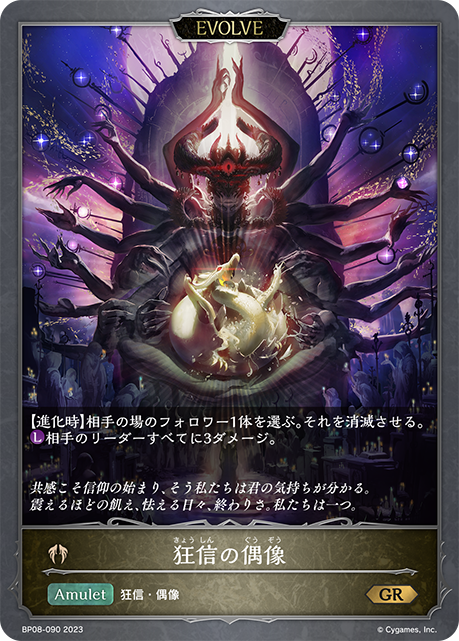 EVOLVE
【進化時】相手の場のフォロワー1体を選ぶ。それを消滅させる。
し相手のリーダーすべてに3ダメージ。
共感こそ信仰の始まり、そう私たちは君の気持ちが分かる。
震えるほどの飢え、怯える日々、終わりさ。私たちは一つ。
きょうしん ぐうぞう
狂信の偶像
Amulet 狂信・偶像 GR
BP08-090 2023 © Cygames, Inc.